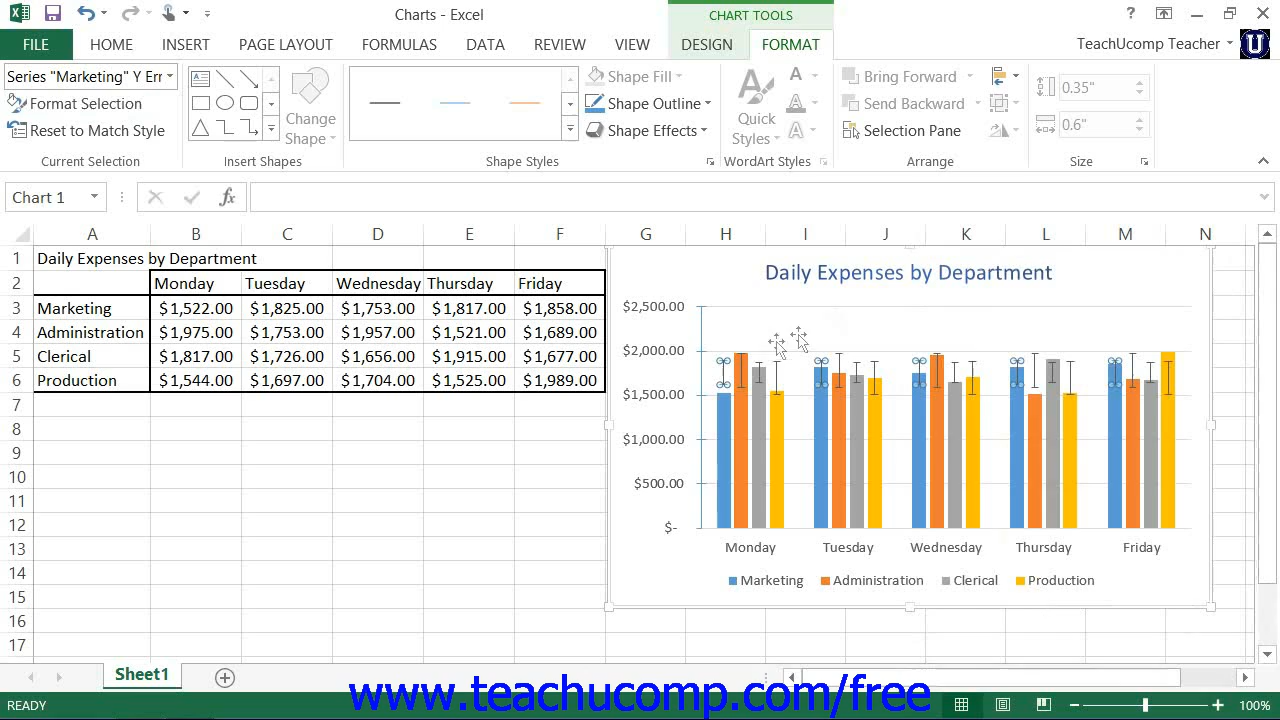 Charts - Excel
CHART TOOLS
?
FILE HOME INSERT PAGE LAYOUT FORMULAS DATA REVIEW VIEW DESIGN FORMAT TeachUcomp Teacher U
Series "Marketing" Y Err
Format Selection
Reset to Match Style
Current Selection
Change
Shape
Insert Shapes
Shape Fill
Shape Outline
Shape Effects
Shape Styles
Quick
Styles
WordArt Styles
Bring Forward
Send Backward
Selection Pane
Arrange
0.35"
0.6"
Size
Chart 1 fx
A B C D E F G H I J K L M N
1 Daily Expenses by Department
2 Monday Tuesday Wednesday Thursday Friday
3 Marketing $1,522.00 $1,825.00 $1,753.00 $1,817.00 $1,858.00
4 Administration $1,975.00 $1,753.00 $1,957.00 $1,521.00 $1,689.00
5 Clerical $1,817.00 $1,726.00 $1,656.00 $1,915.00 $1,677.00
6 Production $1,544.00 $1,697.00 $1,704.00 $1,525.00 $1,989.00
7
8
9
10
11
12
13
14
15
16
17
Daily Expenses by Department
$2,500.00
$2,000.00
$1,500.00
$1,000.00
$500.00
$-
Monday Tuesday Wednesday Thursday Friday
Marketing Administration Clerical Production
Sheet1
www.teachucomp.com/free
READY 100%